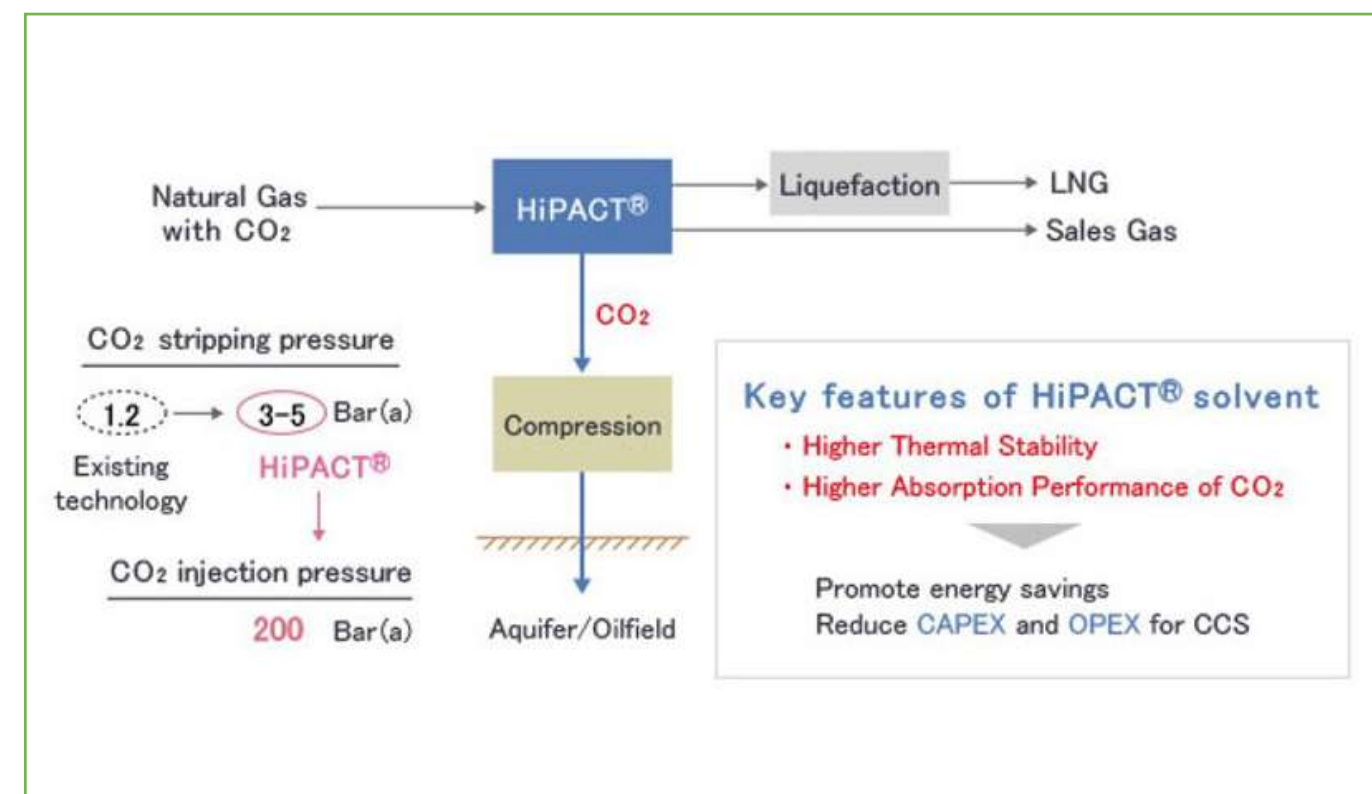 Natural Gas
with CO₂
HiPACT®
Liquefaction
LNG
Sales Gas
CO₂
Compression
Aquifer/Oilfield
CO₂ stripping pressure
1.2
3-5
Bar(a)
Existing
technology
HiPACT®
CO₂ injection pressure
200 Bar(a)
Key features of HiPACT® solvent
・Higher Thermal Stability
・Higher Absorption Performance of CO₂
Promote energy savings
Reduce CAPEX and OPEX for CCS